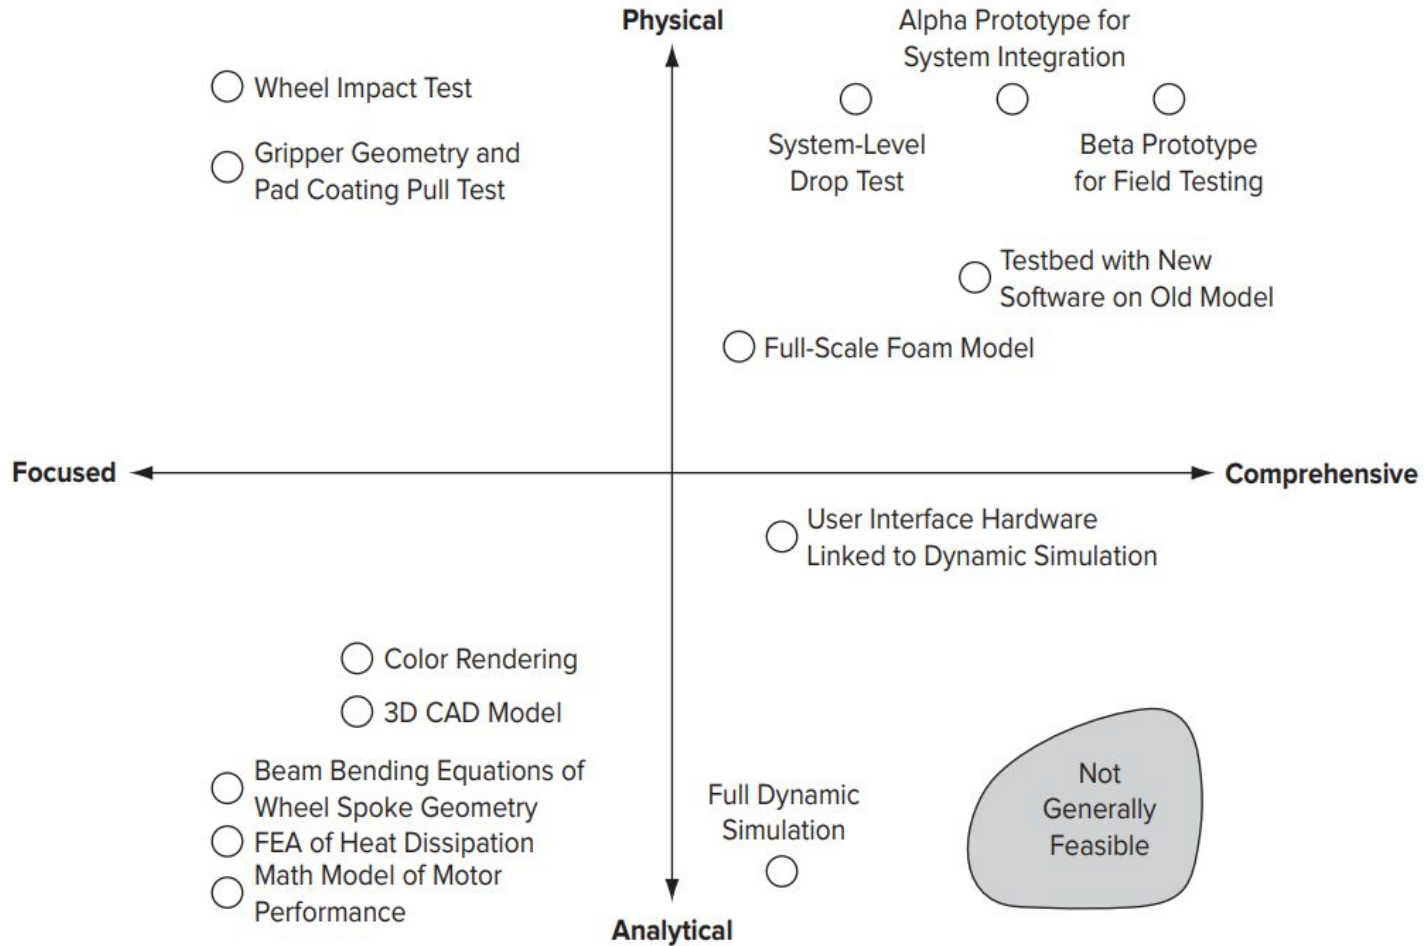 Physical
Alpha Prototype for
System Integration
Wheel Impact Test
Gripper Geometry and
Pad Coating Pull Test
System-Level
Drop Test
Beta Prototype
for Field Testing
Testbed with New
Software on Old Model
Full-Scale Foam Model
Focused
Comprehensive
User Interface Hardware
Linked to Dynamic Simulation
Color Rendering
3D CAD Model
Beam Bending Equations of
Wheel Spoke Geometry
FEA of Heat Dissipation
Math Model of Motor
Performance
Full Dynamic
Simulation
Not
Generally
Feasible
Analytical